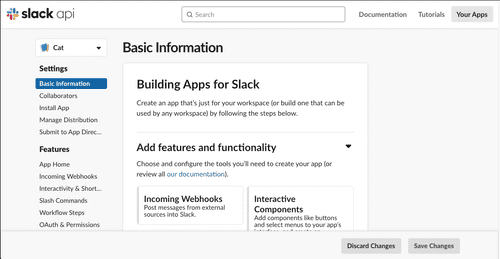 slack api
Search
Documentation
Tutorials
Your Apps
Cat
Settings
Basic Information
Collaborators
Install App
Manage Distribution
Submit to App Direc...
Features
App Home
Incoming Webhooks
Interactivity & Short...
Slash Commands
Workflow Steps
OAuth & Permissions
Basic Information
Building Apps for Slack
Create an app that's just for your workspace (or build one that can be
used by any workspace) by following the steps below.
Add features and functionality
Choose and configure the tools you'll need to create your app (or
review all our documentation).
Incoming Webhooks
Post messages from external
sources into Slack.
Interactive
Components
Add components like buttons
and select menus to your app's
Discard Changes
Save Changes